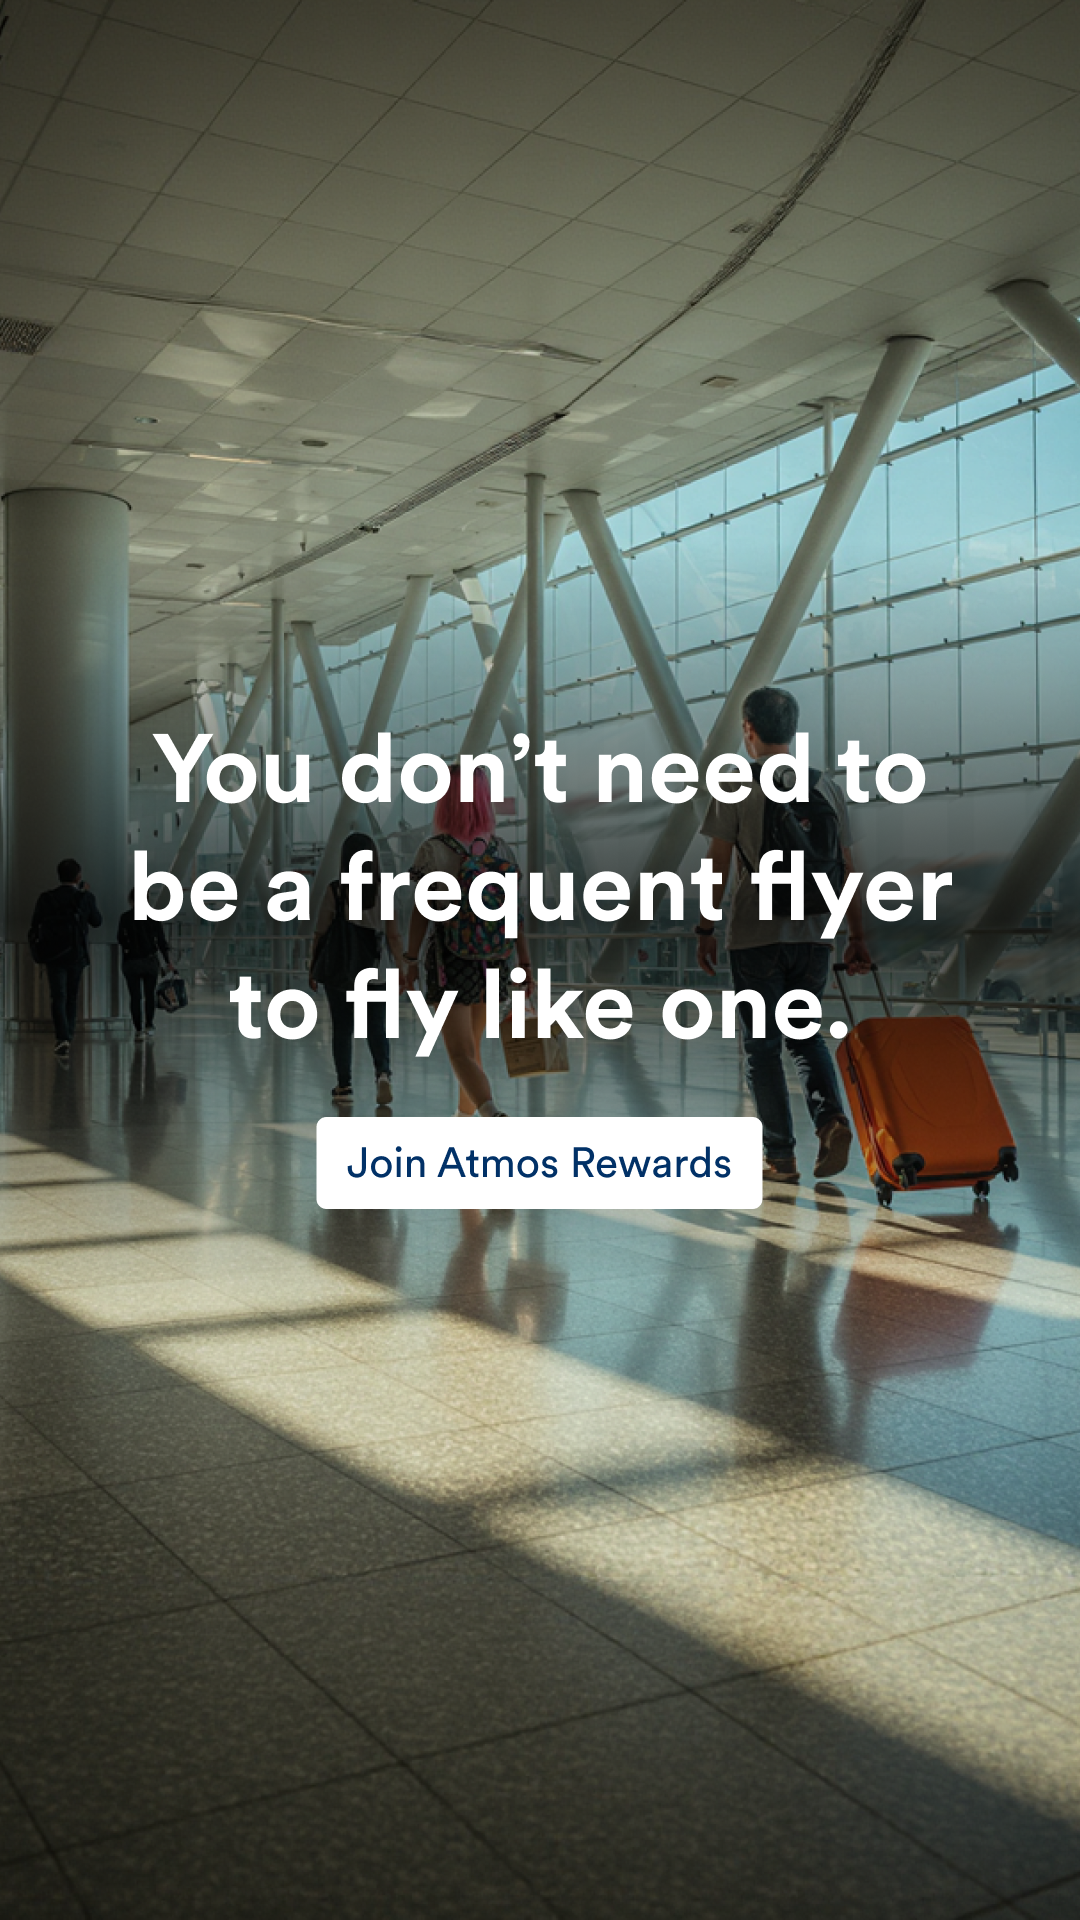 You don’t need to
be a frequent flyer
to fly like one.
Join Atmos Rewards